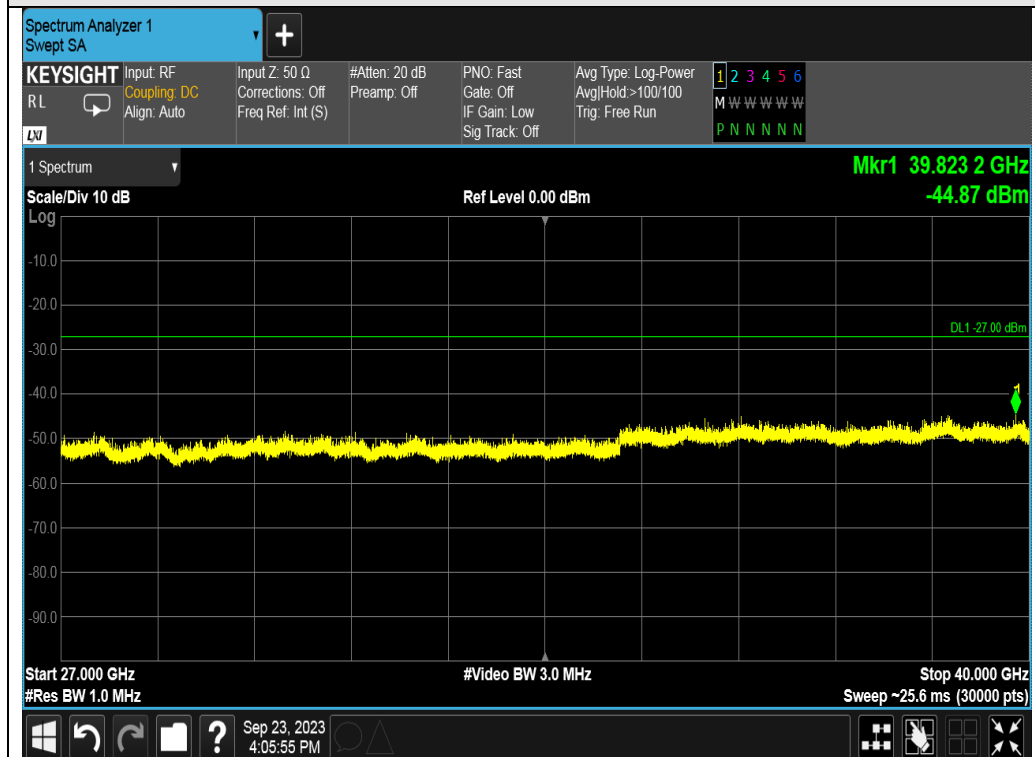 Spectrum Analyzer 1
Swept SA
+
KEYSIGHT
RL
LXI
Input: RF
Coupling: DC
Align: Auto
Input Z: 50 Ω
Corrections: Off
Freq Ref: Int (S)
#Atten: 20 dB
Preamp: Off
PNO: Fast
Gate: Off
IF Gain: Low
Sig Track: Off
Avg Type: Log-Power
Avg|Hold:>100/100
Trig: Free Run
1 2 3 4 5 6
M W W W W W
P N N N N N
1 Spectrum
Mkr1 39.823 2 GHz
-44.87 dBm
Scale/Div 10 dB
Ref Level 0.00 dBm
Log
-10.0
-20.0
DL1 -27.00 dBm
-30.0
-40.0
1
-50.0
-60.0
-70.0
-80.0
-90.0
Start 27.000 GHz
#Video BW 3.0 MHz
Stop 40.000 GHz
#Res BW 1.0 MHz
Sweep ~25.6 ms (30000 pts)
?
Sep 23, 2023
4:05:55 PM